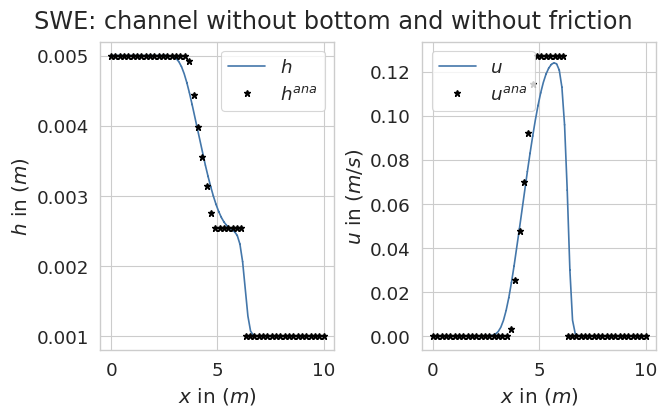 SWE: channel without bottom and without friction
0.005
0.004
0.003
0.002
0.001
h in (m)
0 5 10
x in (m)
h
h^{ana}
0.12
0.10
0.08
0.06
0.04
0.02
0.00
u in (m/s)
0 5 10
x in (m)
u
u^{ana}